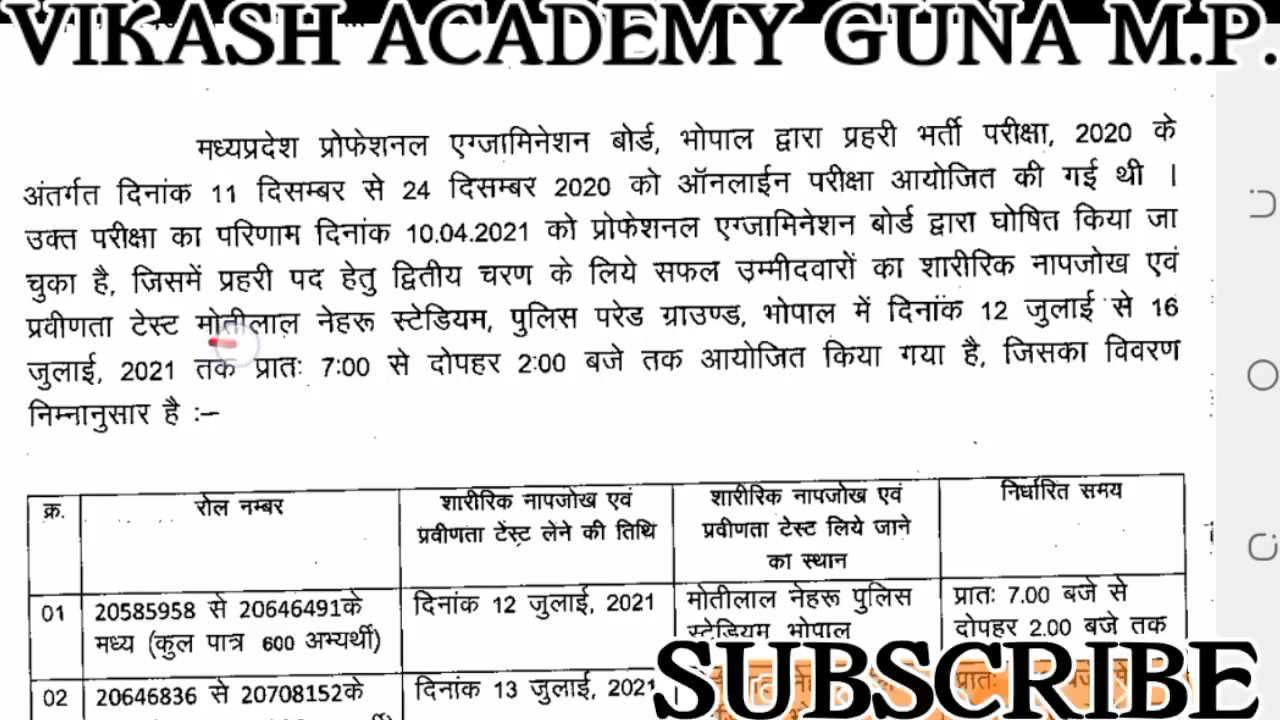 VIKASH ACADEMY GUNA M.P.
मध्यप्रदेश प्रोफेशनल एग्जामिनेशन बोर्ड, भोपाल द्वारा प्रहरी भर्ती परीक्षा, 2020 के
अंतर्गत दिनांक 11 दिसम्बर से 24 दिसम्बर 2020 को ऑनलाईन परीक्षा आयोजित की गई थी ।
उक्त परीक्षा का परिणाम दिनांक 10.04.2021 को प्रोफेशनल एग्जामिनेशन बोर्ड द्वारा घोषित किया जा
चुका है, जिसमें प्रहरी पद हेतु द्वितीय चरण के लिये सफल उम्मीदवारों का शारीरिक नापजोख एवं
प्रवीणता टेस्ट मोतीलाल नेहरू स्टेडियम, पुलिस परेड ग्राउण्ड, भोपाल में दिनांक 12 जुलाई से 16
जुलाई, 2021 तक प्रातः 7:00 से दोपहर 2:00 बजे तक आयोजित किया गया है, जिसका विवरण
निम्नानुसार है :–
क्र. रोल नम्बर शारीरिक नापजोख एवं शारीरिक नापजोख एवं निर्धारित समय
प्रवीणता टेस्ट लेने की तिथि प्रवीणता टेस्ट लिये जाने
का स्थान
01 20585958 से 20646491के दिनांक 12 जुलाई, 2021 मोतीलाल नेहरू पुलिस प्रातः 7.00 बजे से
मध्य (कुल पात्र 600 अभ्यर्थी) स्टेडियम भोपाल दोपहर 2.00 बजे तक
02 20646836 से 20708152के दिनांक 13 जुलाई, 2021 प्रातः
SUBSCRIBE